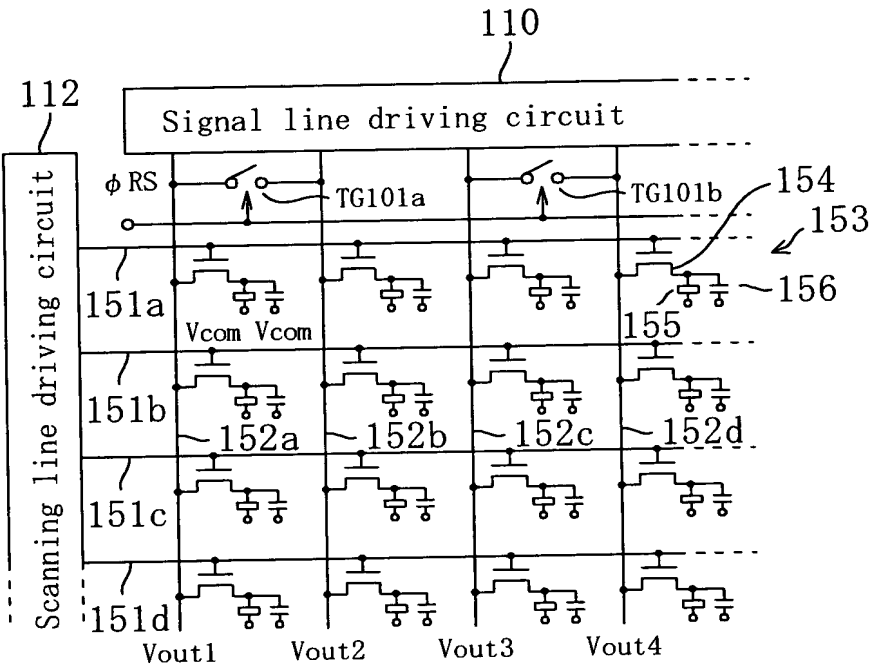 110
112
Signal line driving circuit
Scanning line driving circuit
φRS
TG101a
TG101b
154
153
151a
155
156
Vcom Vcom
151b
152a
152b
152c
152d
151c
151d
Vout1
Vout2
Vout3
Vout4